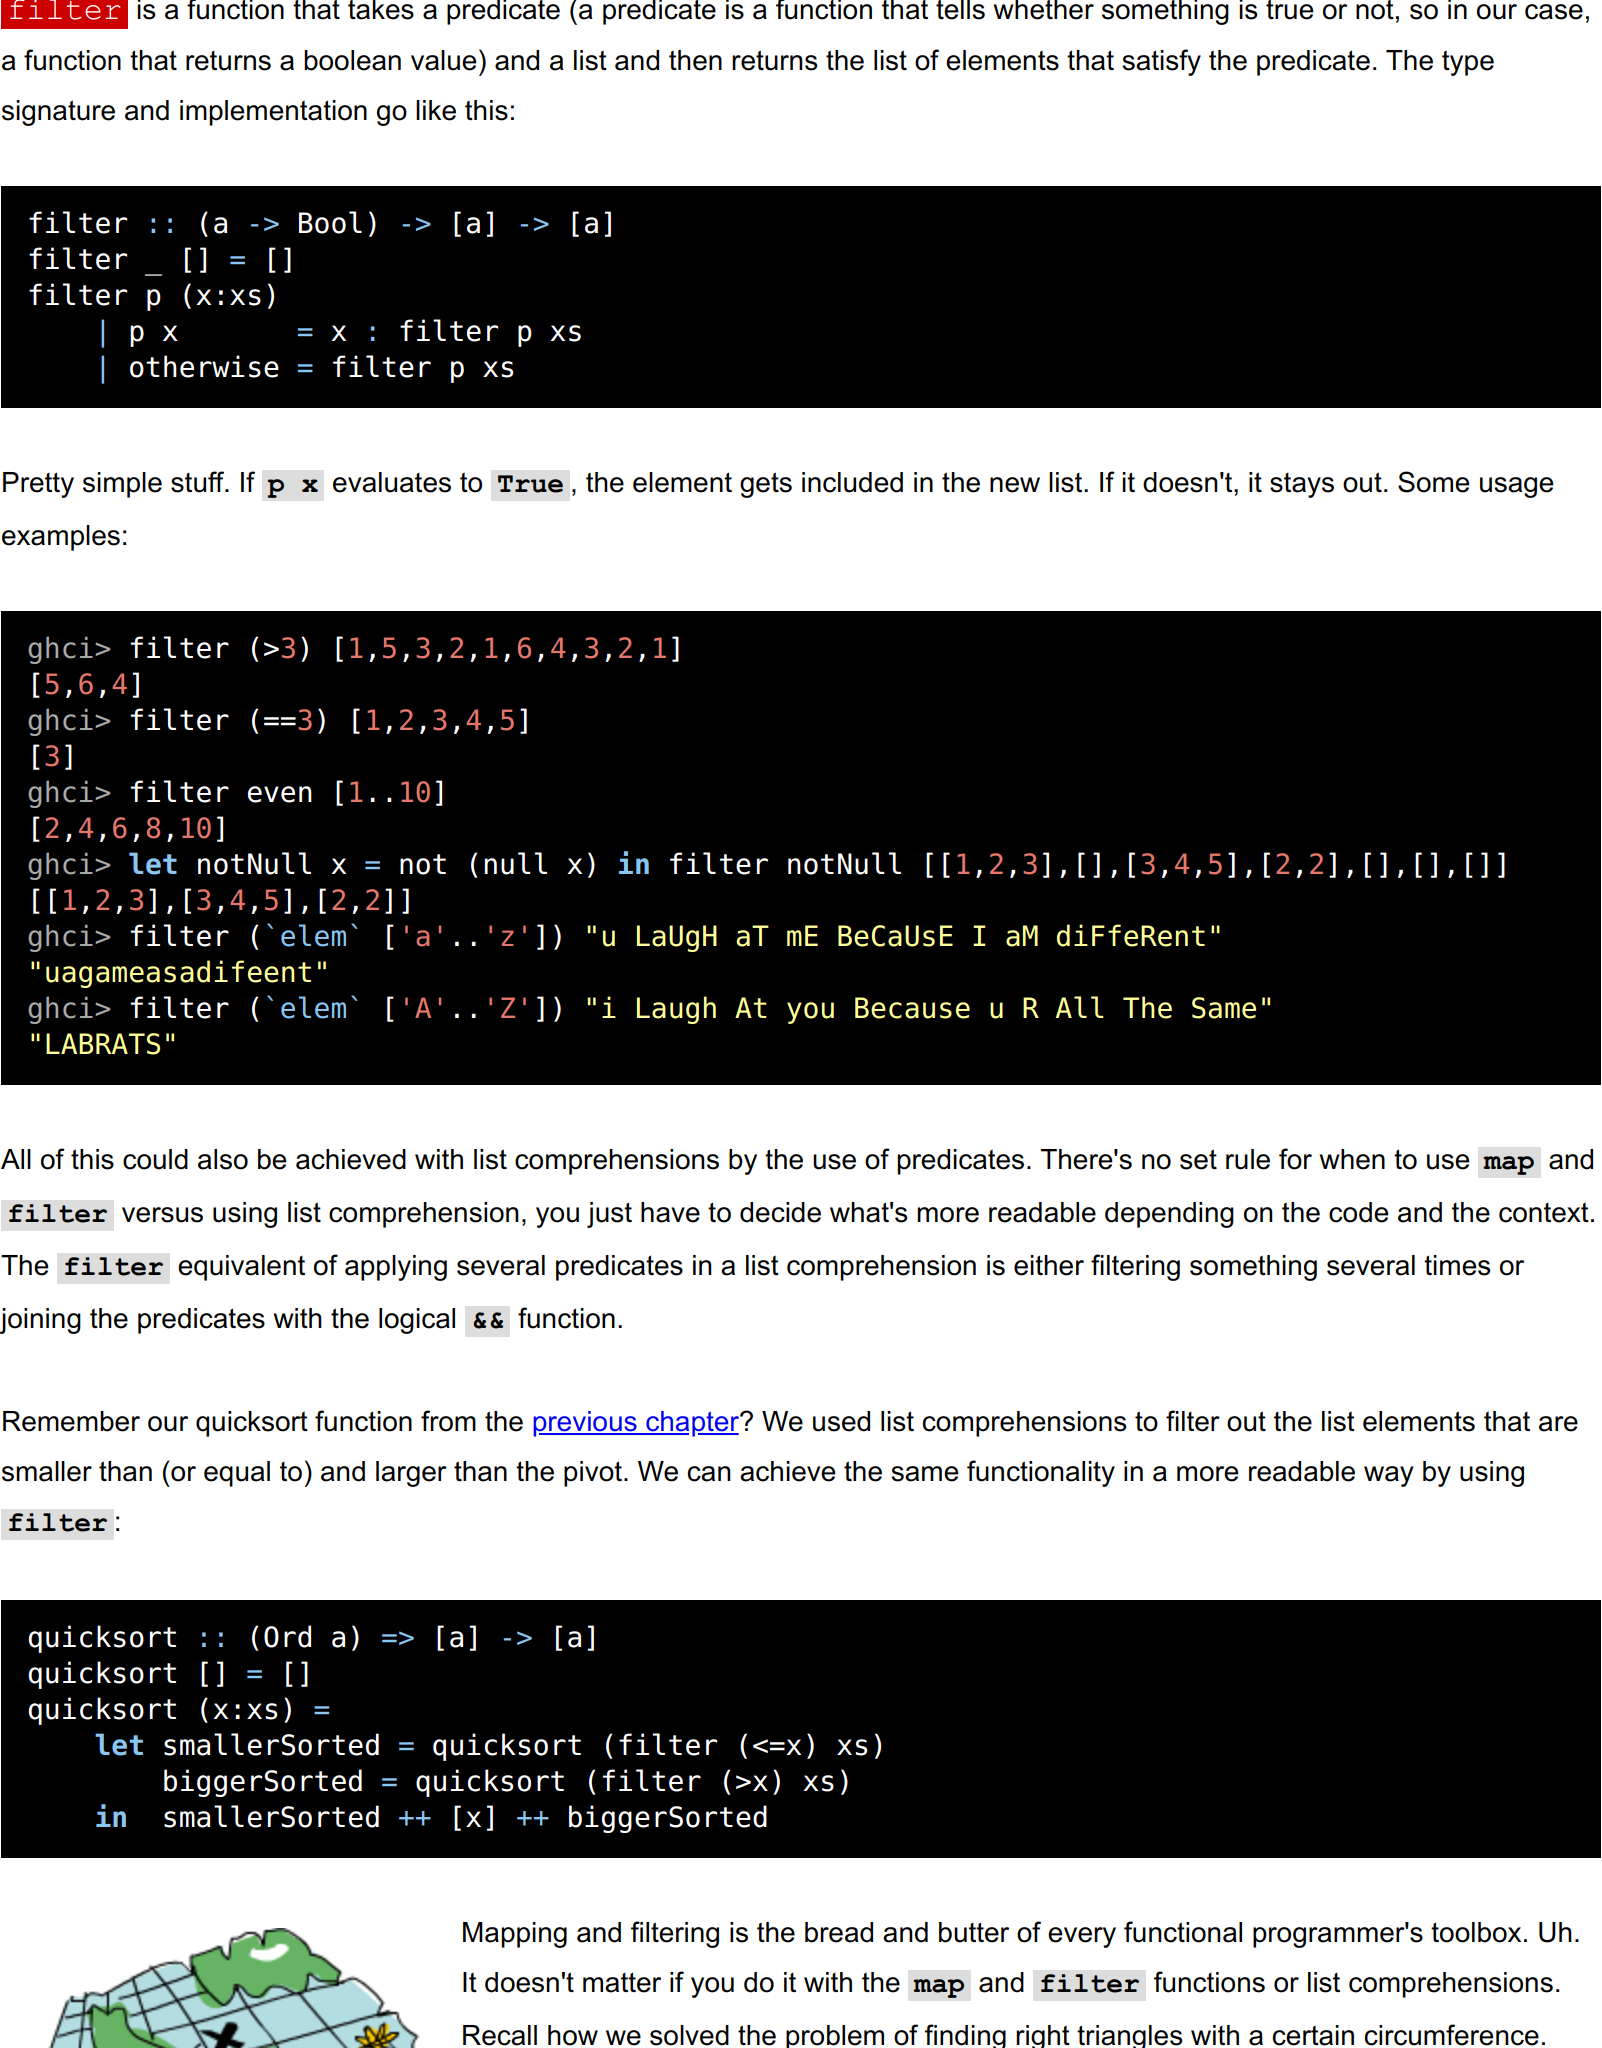 filter is a function that takes a predicate (a predicate is a function that tells whether something is true or not, so in our case,
a function that returns a boolean value) and a list and then returns the list of elements that satisfy the predicate. The type
signature and implementation go like this:
filter :: (a -> Bool) -> [a] -> [a]
filter _ [] = []
filter p (x:xs)
    | p x       = x : filter p xs
    | otherwise = filter p xs
Pretty simple stuff. If p x evaluates to True, the element gets included in the new list. If it doesn't, it stays out. Some usage
examples:
ghci> filter (>3) [1,5,3,2,1,6,4,3,2,1]
[5,6,4]
ghci> filter (==3) [1,2,3,4,5]
[3]
ghci> filter even [1..10]
[2,4,6,8,10]
ghci> let notNull x = not (null x) in filter notNull [[1,2,3],[],[3,4,5],[2,2],[],[],[]]
[[1,2,3],[3,4,5],[2,2]]
ghci> filter (`elem` ['a'..'z']) "u LaUgH aT mE BeCaUsE I aM diFfeRent"
"uagameasadifeent"
ghci> filter (`elem` ['A'..'Z']) "i Laugh At you Because u R All The Same"
"LABRATS"
All of this could also be achieved with list comprehensions by the use of predicates. There's no set rule for when to use map and
filter versus using list comprehension, you just have to decide what's more readable depending on the code and the context.
The filter equivalent of applying several predicates in a list comprehension is either filtering something several times or
joining the predicates with the logical && function.
Remember our quicksort function from the previous chapter? We used list comprehensions to filter out the list elements that are
smaller than (or equal to) and larger than the pivot. We can achieve the same functionality in a more readable way by using
filter:
quicksort :: (Ord a) => [a] -> [a]
quicksort [] = []
quicksort (x:xs) =
    let smallerSorted = quicksort (filter (<=x) xs)
        biggerSorted = quicksort (filter (>x) xs)
    in  smallerSorted ++ [x] ++ biggerSorted
Mapping and filtering is the bread and butter of every functional programmer's toolbox. Uh.
It doesn't matter if you do it with the map and filter functions or list comprehensions.
Recall how we solved the problem of finding right triangles with a certain circumference.